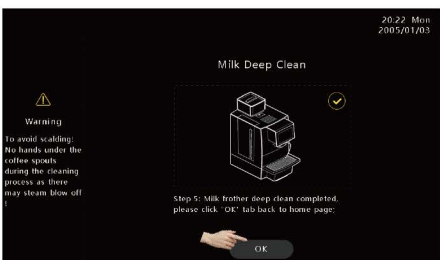 20:22 Mon
2005/01/03
Milk Deep Clean
Warning
To avoid scalding:
No hands under the
coffee spouts
during the cleaning
process as there
may steam blow off
!
Step 5: Milk frother deep clean completed,
please click "OK" tab back to home page;
OK